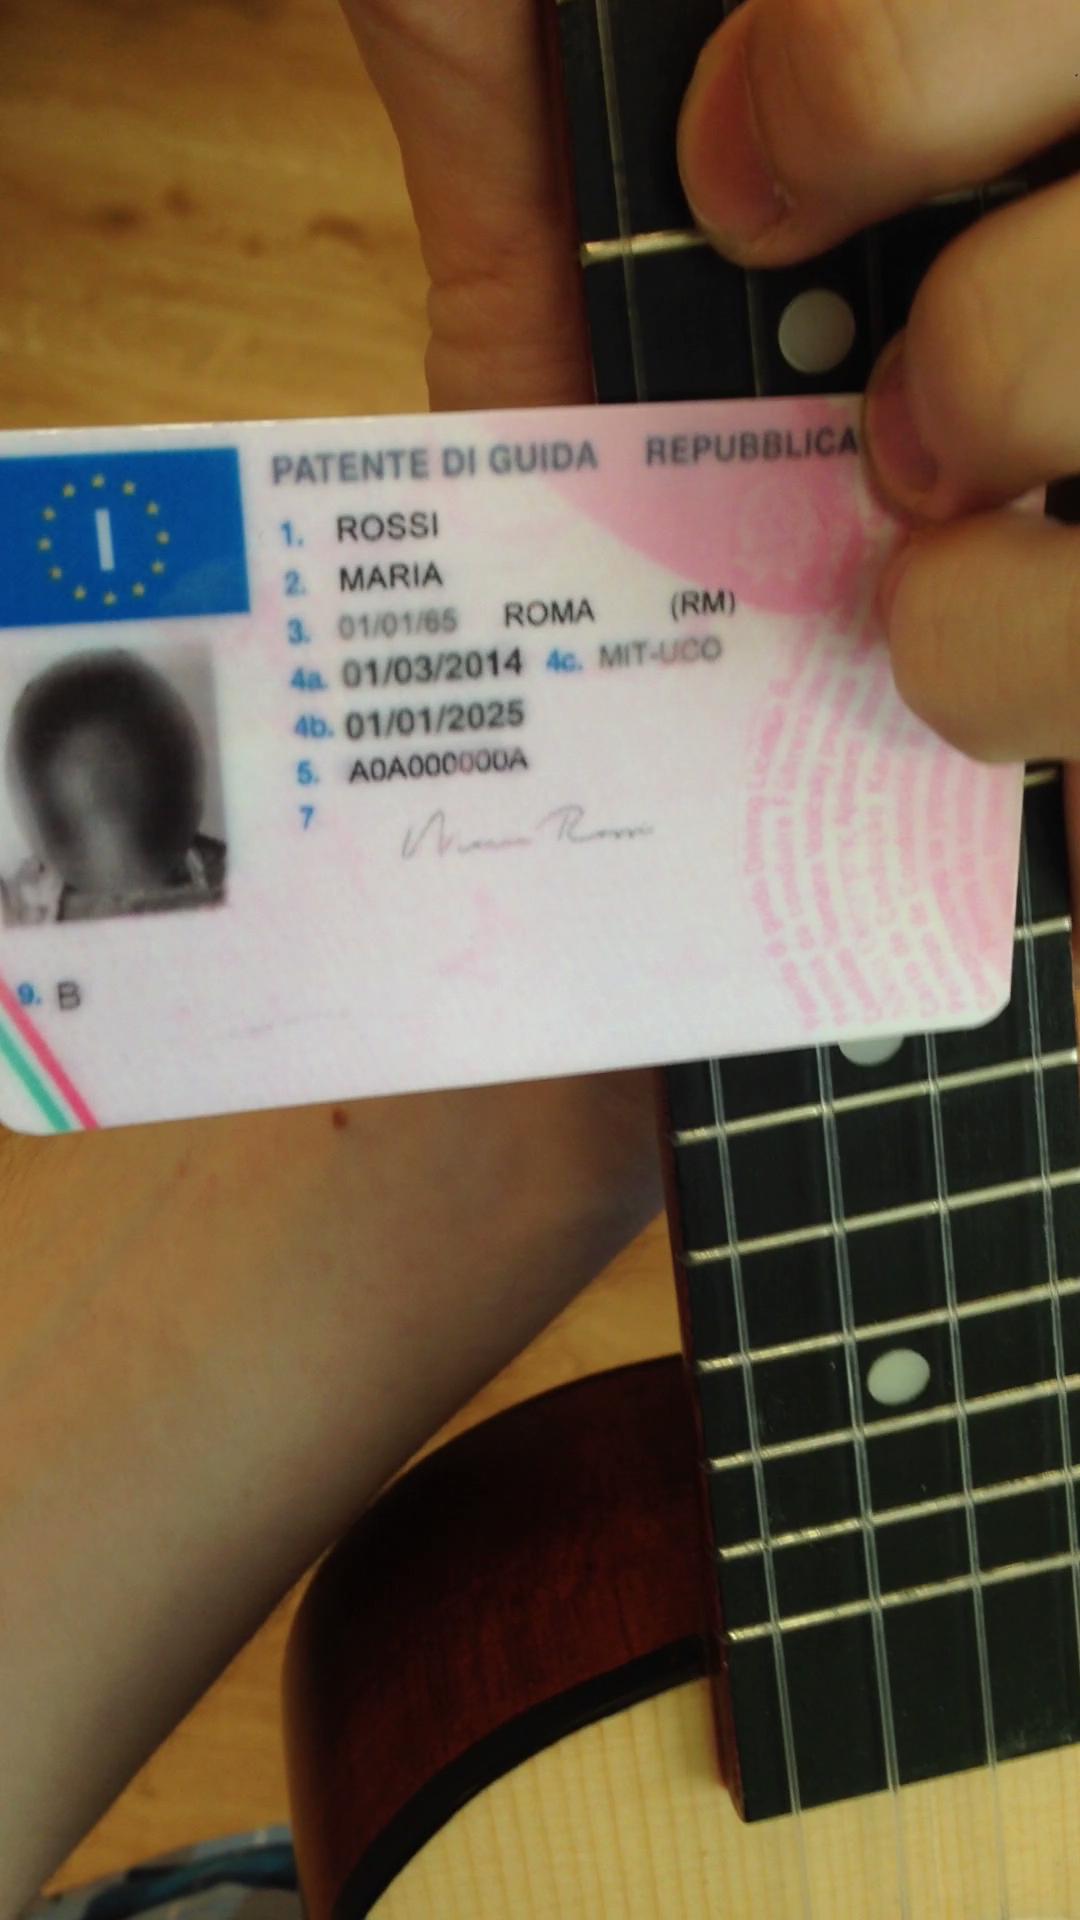 I
PATENTE DI GUIDA REPUBBLICA
1. ROSSI
2. MARIA
3. 01/01/65 ROMA (RM)
4a. 01/03/2014 4c. MIT-UCO
4b. 01/01/2025
5. A0A000000A
7 Maria Rossi
9. B